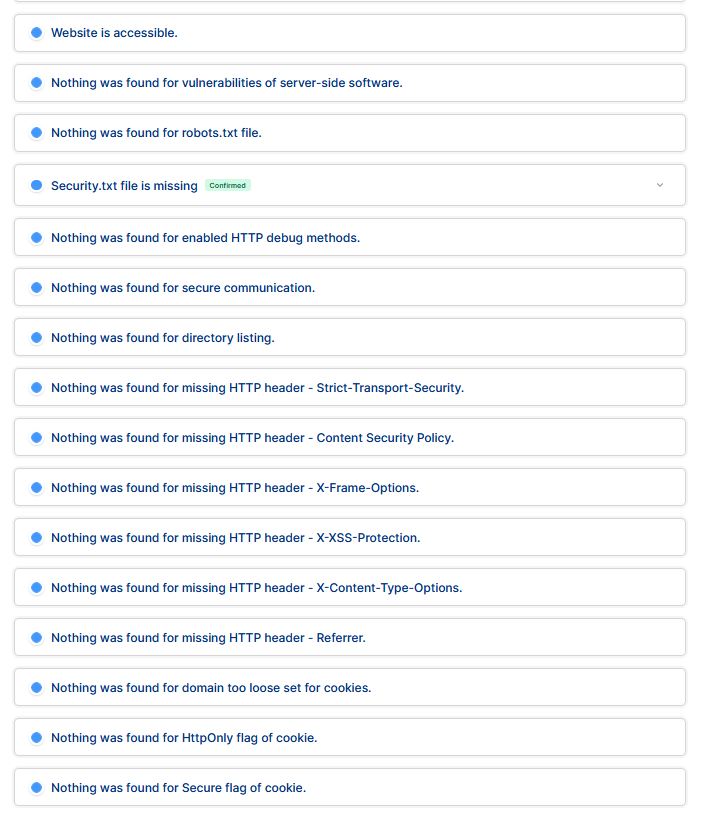 Website is accessible.
Nothing was found for vulnerabilities of server-side software.
Nothing was found for robots.txt file.
Security.txt file is missing Confirmed
Nothing was found for enabled HTTP debug methods.
Nothing was found for secure communication.
Nothing was found for directory listing.
Nothing was found for missing HTTP header - Strict-Transport-Security.
Nothing was found for missing HTTP header - Content Security Policy.
Nothing was found for missing HTTP header - X-Frame-Options.
Nothing was found for missing HTTP header - X-XSS-Protection.
Nothing was found for missing HTTP header - X-Content-Type-Options.
Nothing was found for missing HTTP header - Referrer.
Nothing was found for domain too loose set for cookies.
Nothing was found for HttpOnly flag of cookie.
Nothing was found for Secure flag of cookie.